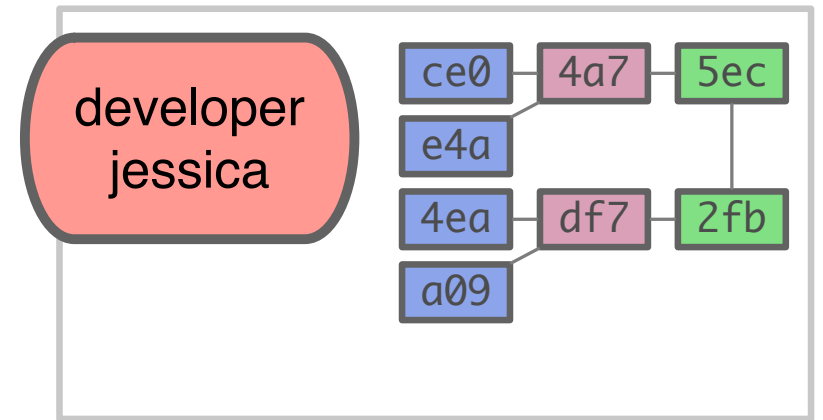 developer
jessica
ce0 4a7 5ec
e4a
4ea df7 2fb
a09